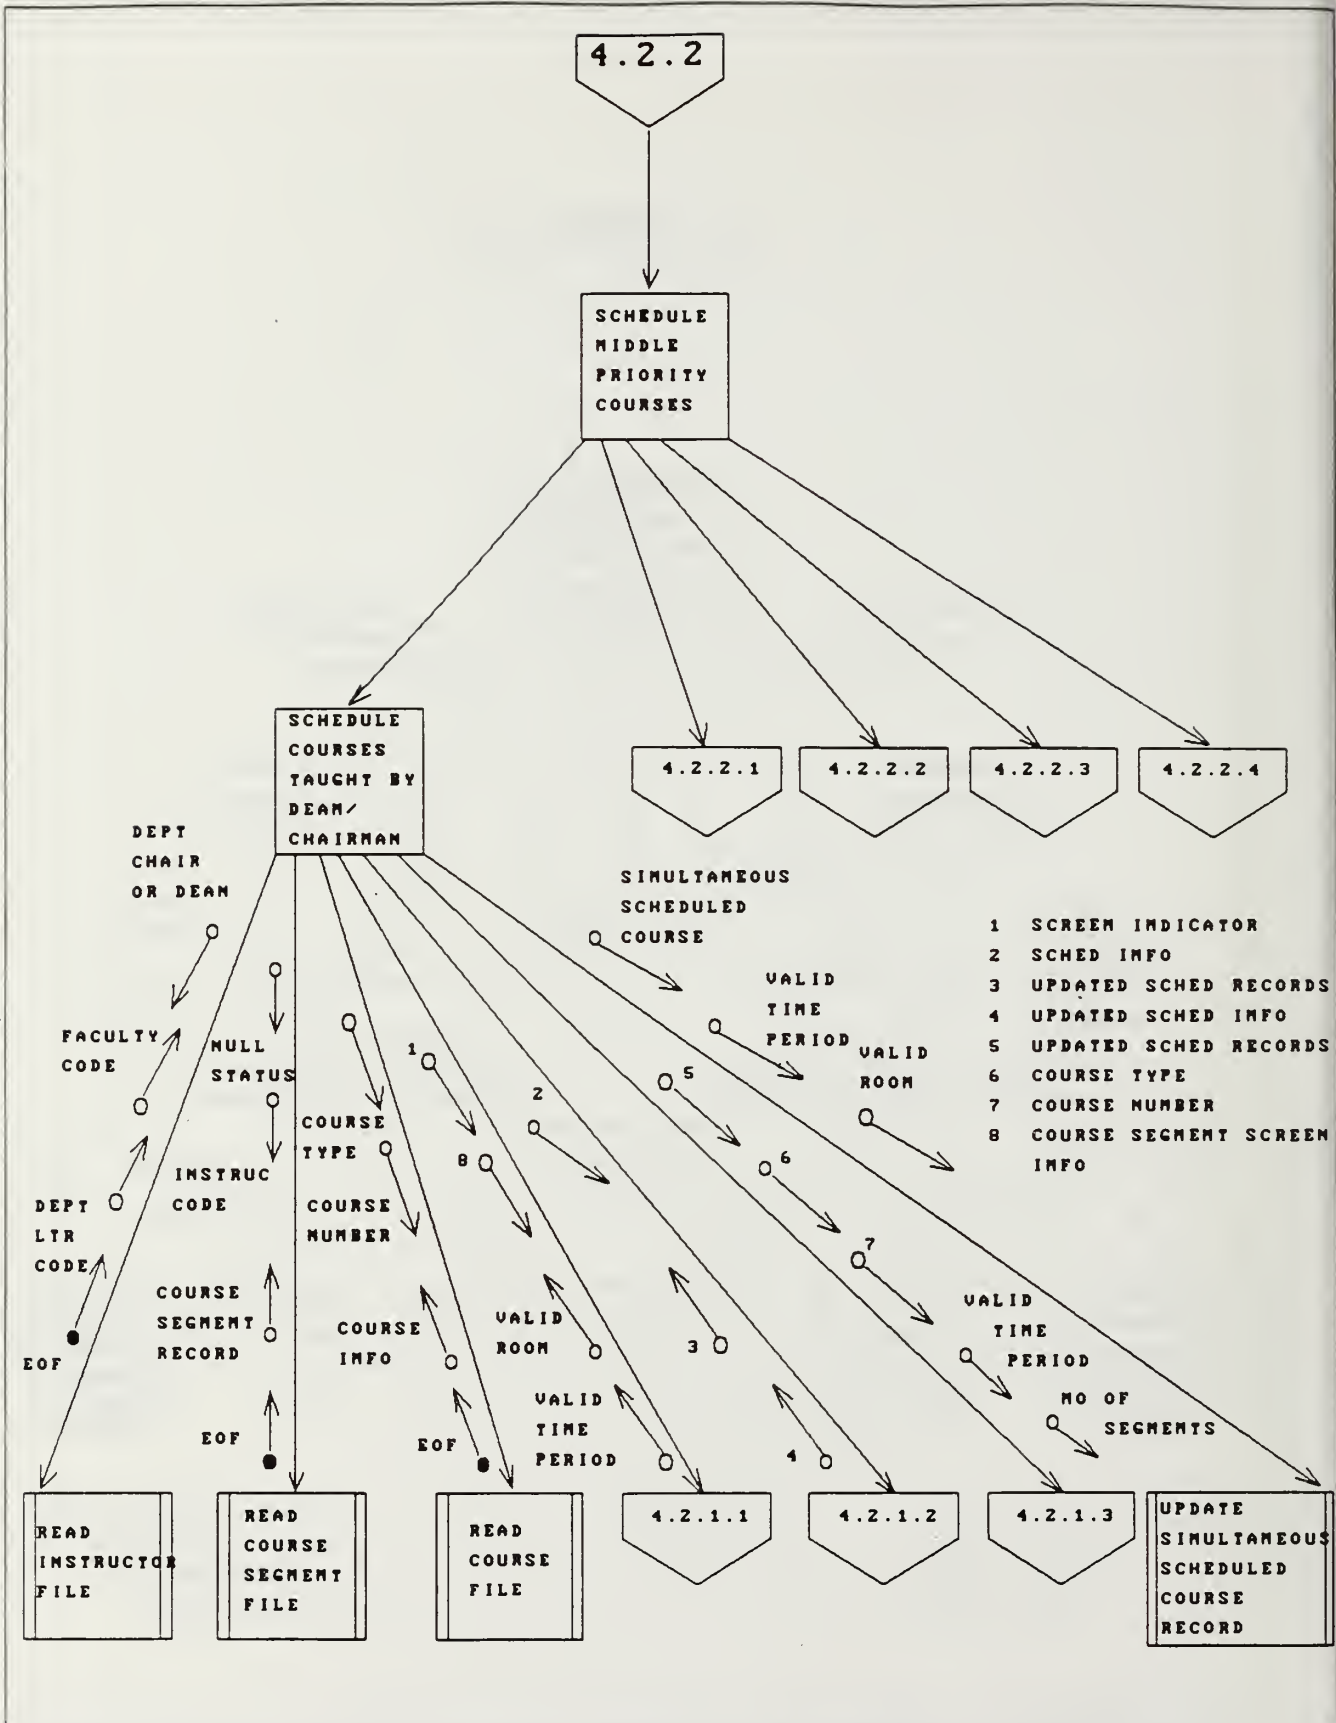 4.2.2
SCHEDULE
MIDDLE
PRIORITY
COURSES
SCHEDULE
COURSES
TAUGHT BY
DEAN/
CHAIRMAN
4.2.2.1
4.2.2.2
4.2.2.3
4.2.2.4
DEPT
CHAIR
OR DEAN
FACULTY
CODE
DEPT
LTR
CODE
EOF
NULL
STATUS
INSTRUC
CODE
COURSE
SEGMENT
RECORD
EOF
COURSE
TYPE
COURSE
NUMBER
COURSE
INFO
EOF
1
8
VALID
ROOM
VALID
TIME
PERIOD
2
3
4
5
6
7
VALID
TIME
PERIOD
NO OF
SEGMENTS
SIMULTANEOUS
SCHEDULED
COURSE
VALID
TIME
PERIOD
VALID
ROOM
1 SCREEN INDICATOR
2 SCHED INFO
3 UPDATED SCHED RECORDS
4 UPDATED SCHED INFO
5 UPDATED SCHED RECORDS
6 COURSE TYPE
7 COURSE NUMBER
8 COURSE SEGMENT SCREEN
INFO
READ
INSTRUCTOR
FILE
READ
COURSE
SEGMENT
FILE
READ
COURSE
FILE
4.2.1.1
4.2.1.2
4.2.1.3
UPDATE
SIMULTANEOUS
SCHEDULED
COURSE
RECORD